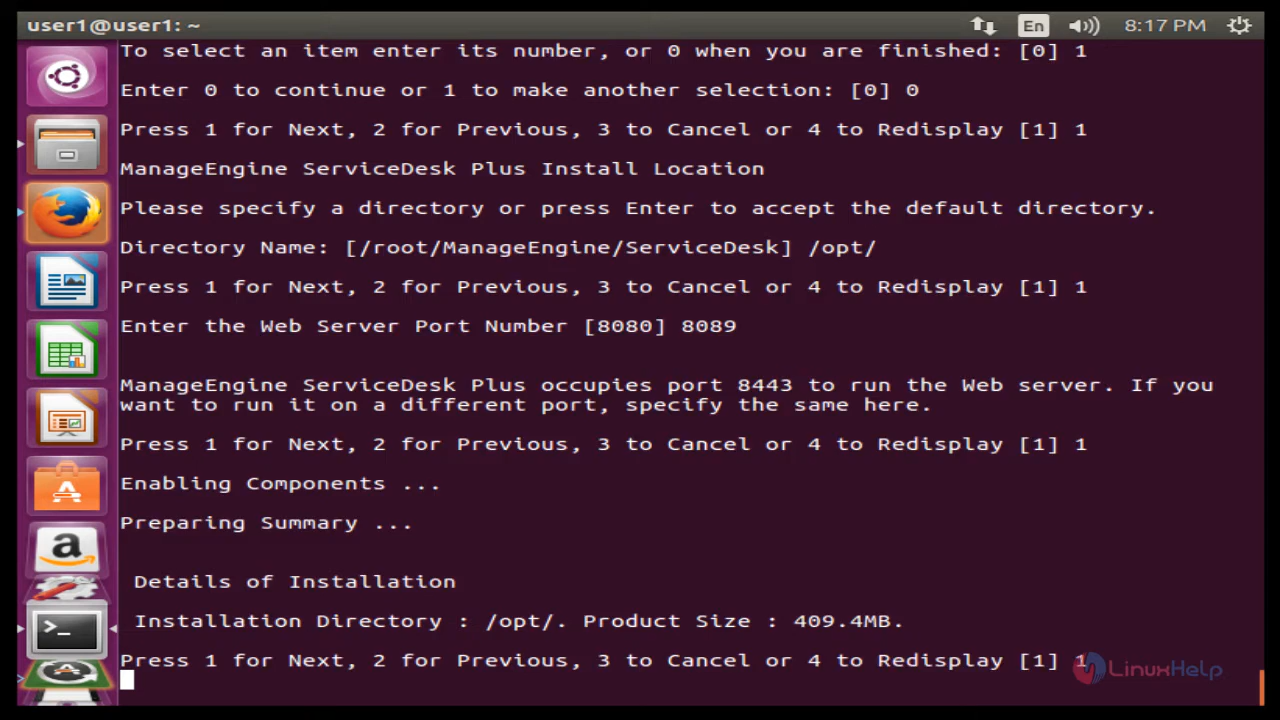 user1@user1: ~
En
8:17 PM
To select an item enter its number, or 0 when you are finished: [0] 1
Enter 0 to continue or 1 to make another selection: [0] 0
Press 1 for Next, 2 for Previous, 3 to Cancel or 4 to Redisplay [1] 1
ManageEngine ServiceDesk Plus Install Location
Please specify a directory or press Enter to accept the default directory.
Directory Name: [/root/ManageEngine/ServiceDesk] /opt/
Press 1 for Next, 2 for Previous, 3 to Cancel or 4 to Redisplay [1] 1
Enter the Web Server Port Number [8080] 8089
ManageEngine ServiceDesk Plus occupies port 8443 to run the Web server. If you
want to run it on a different port, specify the same here.
Press 1 for Next, 2 for Previous, 3 to Cancel or 4 to Redisplay [1] 1
Enabling Components ...
Preparing Summary ...
Details of Installation
Installation Directory : /opt/. Product Size : 409.4MB.
Press 1 for Next, 2 for Previous, 3 to Cancel or 4 to Redisplay [1] 1
LinuxHelp